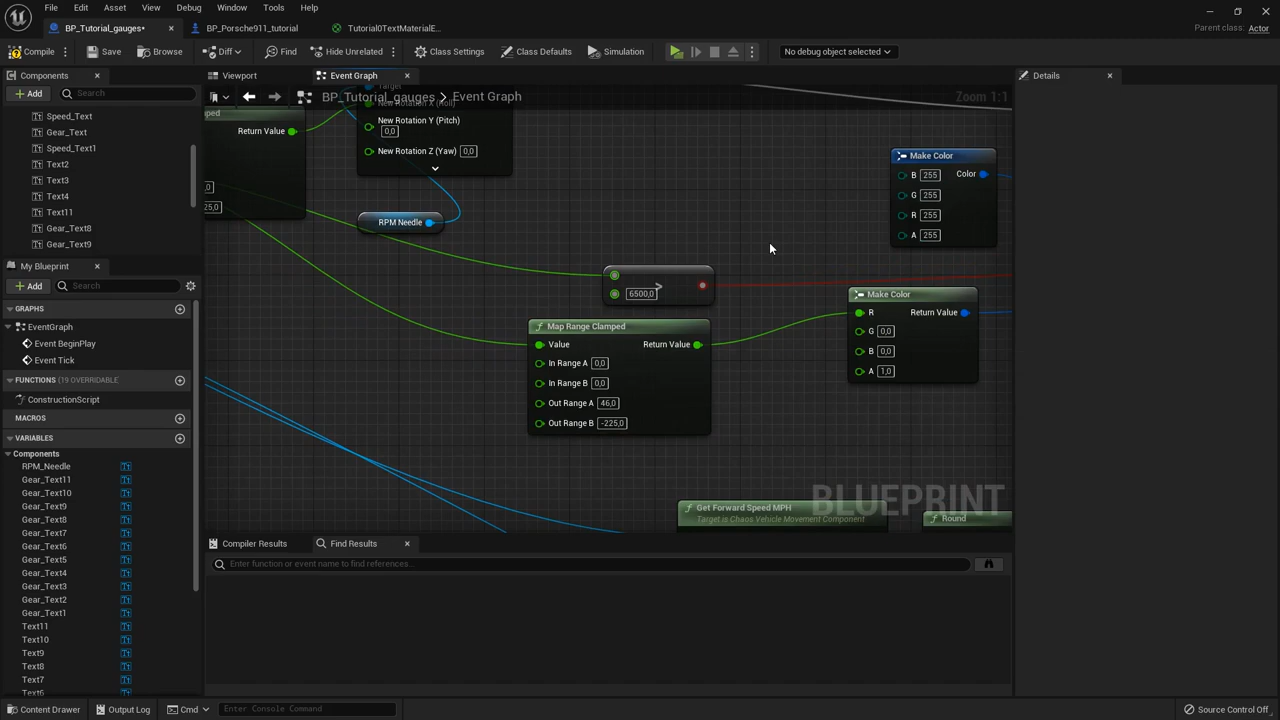 File Edit Asset View Debug Window Tools Help
BP_Tutorial_gauges• BP_Porsche911_tutorial Tutorial0TextMaterialE...
Parent class: Actor
Compile Save Browse Diff Find Hide Unrelated Class Settings Class Defaults Simulation No debug object selected
Components Viewport Event Graph Details
Add Search
BP_Tutorial_gauges > Event Graph Zoom 1:1
Target
New Rotation X (Roll)
New Rotation Y (Pitch)
0,0
New Rotation Z (Yaw) 0,0
Return Value
RPM Needle
Speed_Text
Gear_Text
Speed_Text1
Text2
Text3
Text4
Text11
Gear_Text8
Gear_Text9
My Blueprint
Add Search
GRAPHS
EventGraph
Event BeginPlay
Event Tick
FUNCTIONS (19 OVERRIDABLE)
ConstructionScript
MACROS
VARIABLES
Components
RPM_Needle
Gear_Text11
Gear_Text10
Gear_Text9
Gear_Text8
Gear_Text7
Gear_Text6
Gear_Text5
Gear_Text4
Gear_Text3
Gear_Text2
Gear_Text1
Text11
Text10
Text9
Text8
Text7
Text6
>
6500,0
Map Range Clamped
Value Return Value
In Range A 0,0
In Range B 0,0
Out Range A 46,0
Out Range B -225,0
Make Color
B 255 Color
G 255
R 255
A 255
Make Color
R Return Value
G 0,0
B 0,0
A 1,0
BLUEPRINT
Get Forward Speed MPH
Target is Chaos Vehicle Movement Component
Round
Compiler Results Find Results
Enter function or event name to find references...
Content Drawer Output Log Cmd Enter Console Command Source Control Off